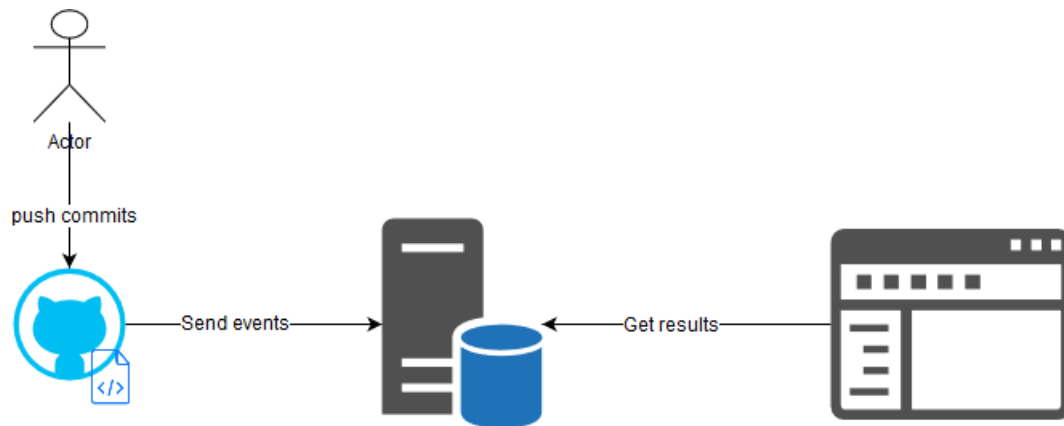 Actor
push commits
Send events
Get results
</>